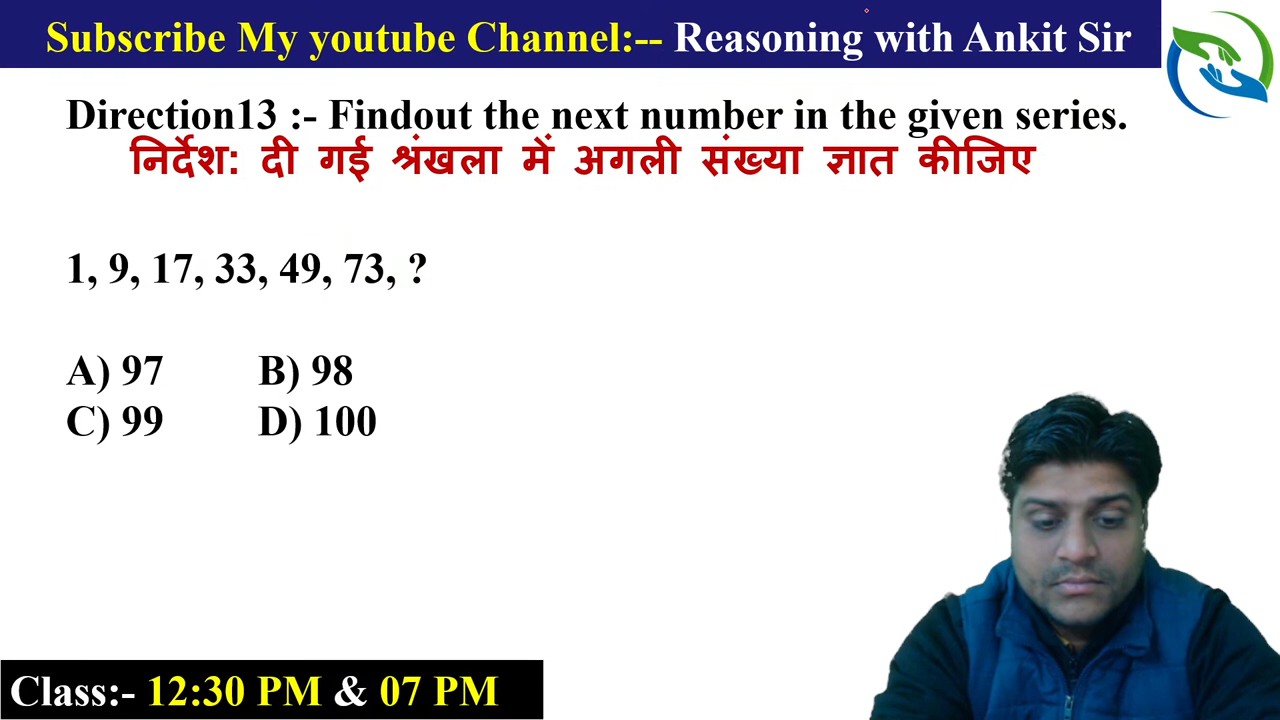 Subscribe My youtube Channel:-- Reasoning with Ankit Sir
Direction13 :- Findout the next number in the given series.
निर्देश: दी गई श्रंखला में अगली संख्या ज्ञात कीजिए
1, 9, 17, 33, 49, 73, ?
A) 97 B) 98
C) 99 D) 100
Class:- 12:30 PM & 07 PM